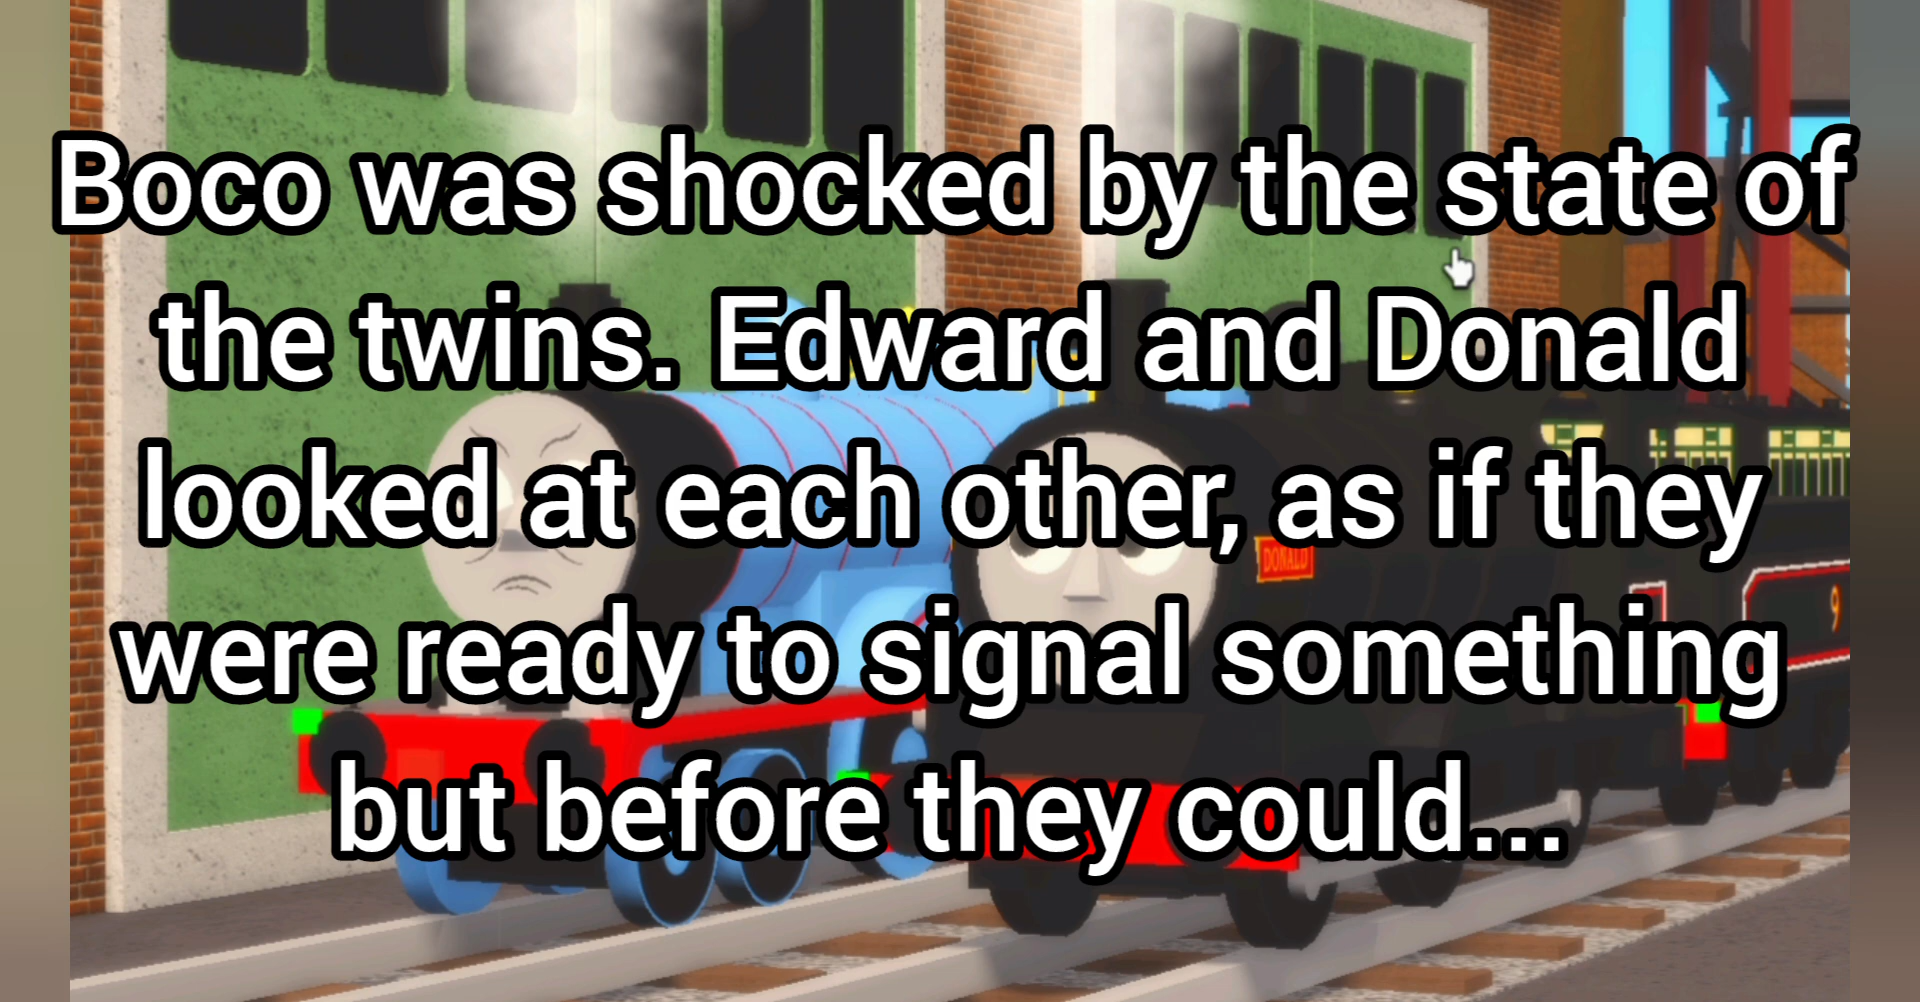 Boco was shocked by the state of
the twins. Edward and Donald
looked at each other, as if they
DONALD
9
were ready to signal something
but before they could...